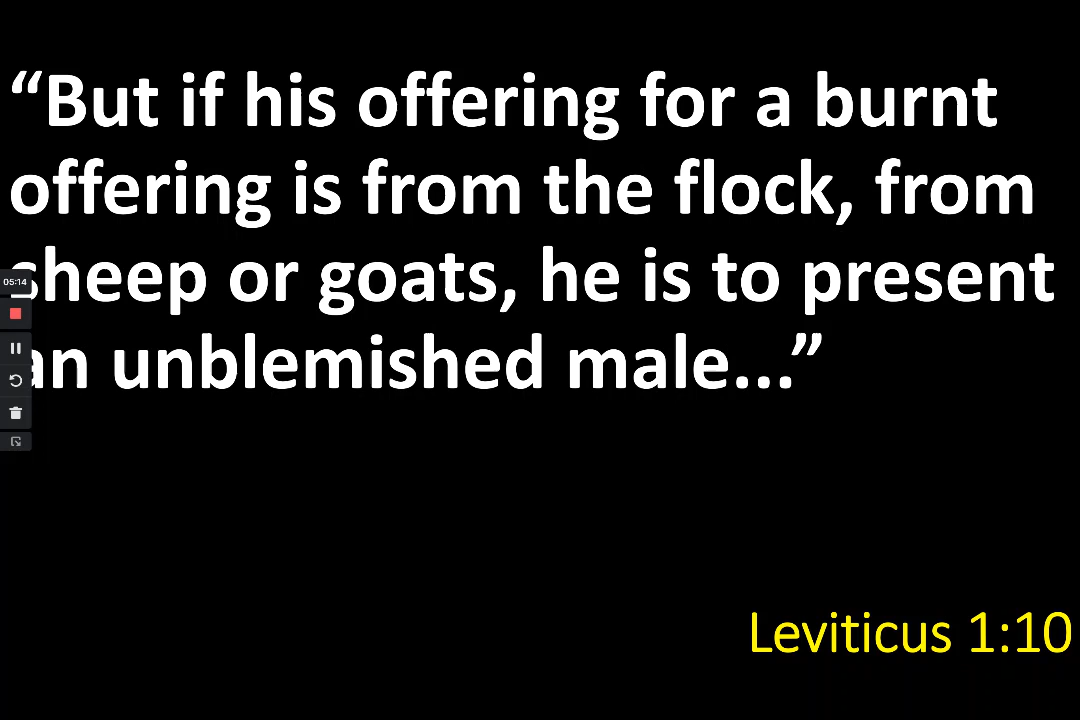 “But if his offering for a burnt
offering is from the flock, from
sheep or goats, he is to present
an unblemished male...”
05:14
Leviticus 1:10